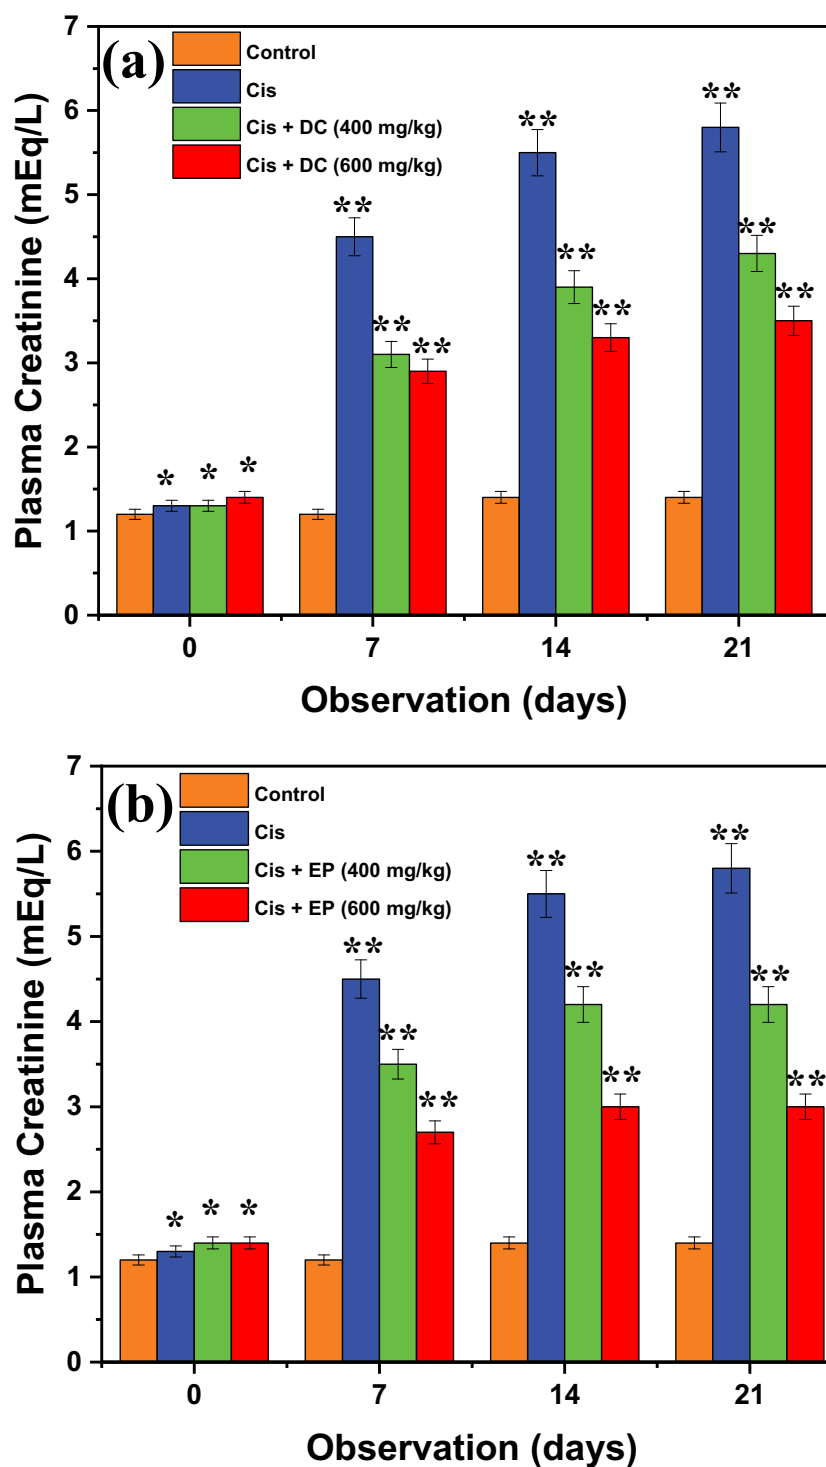 (a)
Control
Cis
Cis + DC (400 mg/kg)
Cis + DC (600 mg/kg)
Plasma Creatinine (mEq/L)
7
6
5
4
3
2
1
0
** ** **
** ** **
** ** **
* * *
0 7 14 21
Observation (days)
(b)
Control
Cis
Cis + EP (400 mg/kg)
Cis + EP (600 mg/kg)
Plasma Creatinine (mEq/L)
7
6
5
4
3
2
1
0
** ** **
** ** **
** ** **
* * *
0 7 14 21
Observation (days)